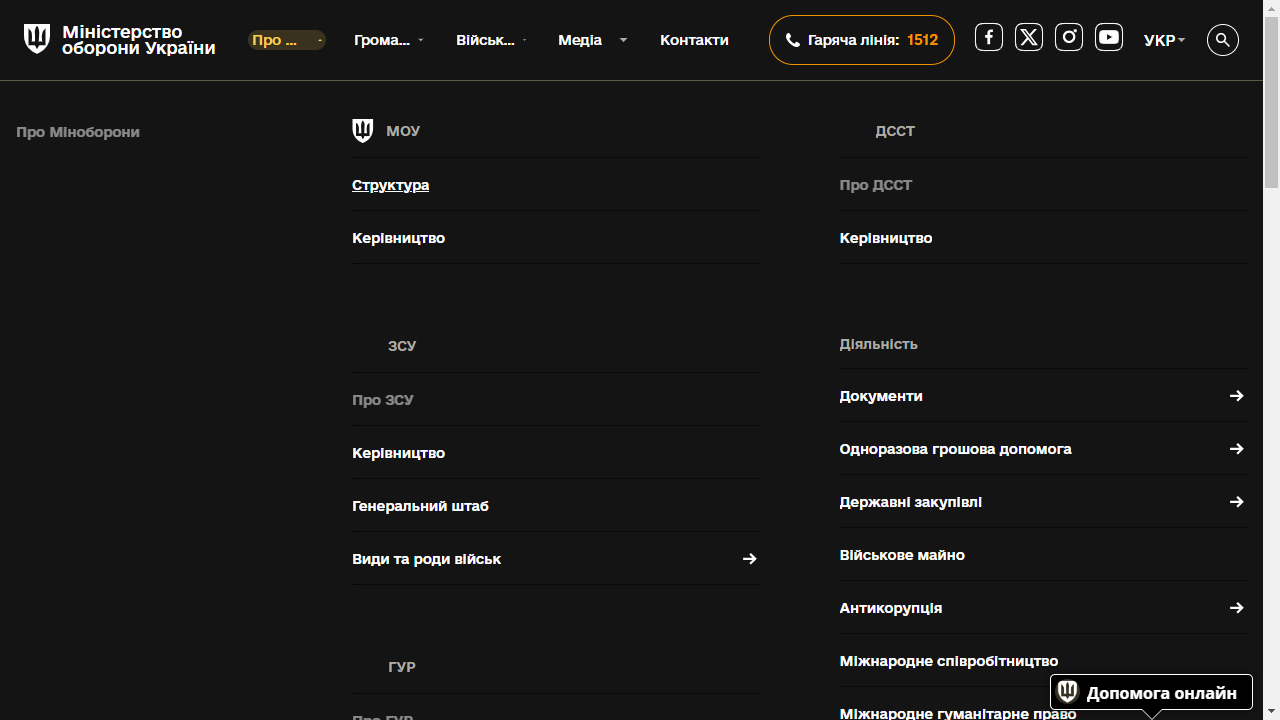 Міністерство
оборони України
Про ...
Грома...
Військ...
Медіа
Контакти
Гаряча лінія: 1512
УКР
Про Міноборони
МОУ
Структура
Керівництво
ДССТ
Про ДССТ
Керівництво
ЗСУ
Про ЗСУ
Керівництво
Генеральний штаб
Види та роди військ
ГУР
Про ГУР
Діяльність
Документи
Одноразова грошова допомога
Державні закупівлі
Військове майно
Антикорупція
Міжнародне співробітництво
Міжнародне гуманітарне право
Допомога онлайн